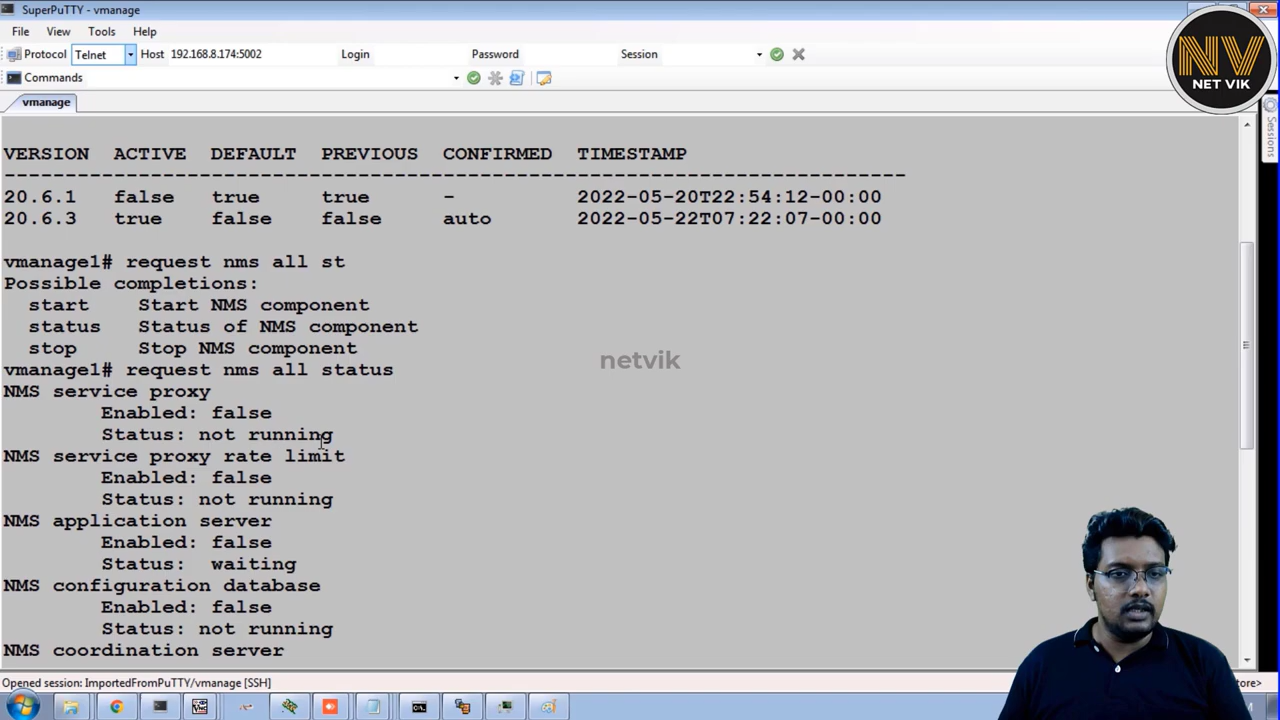 SuperPuTTY - vmanage
File View Tools Help
Protocol Telnet Host 192.168.8.174:5002 Login Password Session
Commands
vmanage
NV
NET VIK
Sessions
VERSION ACTIVE DEFAULT PREVIOUS CONFIRMED TIMESTAMP
--------------------------------------------------------------------------
20.6.1 false true true - 2022-05-20T22:54:12-00:00
20.6.3 true false false auto 2022-05-22T07:22:07-00:00
vmanage1# request nms all st
Possible completions:
start Start NMS component
status Status of NMS component
stop Stop NMS component
vmanage1# request nms all status
netvik
NMS service proxy
Enabled: false
Status: not running
NMS service proxy rate limit
Enabled: false
Status: not running
NMS application server
Enabled: false
Status: waiting
NMS configuration database
Enabled: false
Status: not running
NMS coordination server
Opened session: ImportedFromPuTTY/vmanage [SSH]